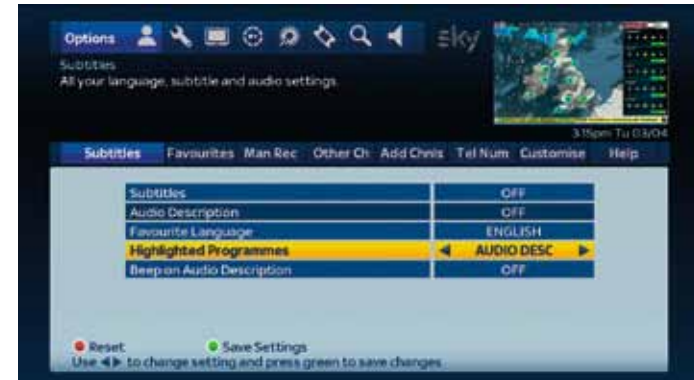 Options
sky
Subtitles
All your language, subtitle and audio settings
3.15pm Tu 03/04
Subtitles Favourites Man Rec Other Ch Add Chnls Tel Num Customise Help
Subtitles OFF
Audio Description OFF
Favourite Language ENGLISH
Highlighted Programmes AUDIO DESC
Beep on Audio Description OFF
Reset Save Settings
Use ◀▶ to change setting and press green to save changes